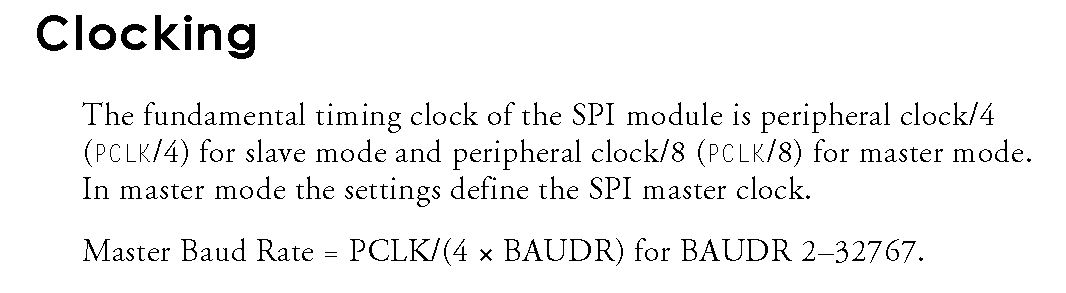 Clocking
The fundamental timing clock of the SPI module is peripheral clock/4
(PCLK/4) for slave mode and peripheral clock/8 (PCLK/8) for master mode.
In master mode the settings define the SPI master clock.
Master Baud Rate = PCLK/(4 × BAUDR) for BAUDR 2–32767.